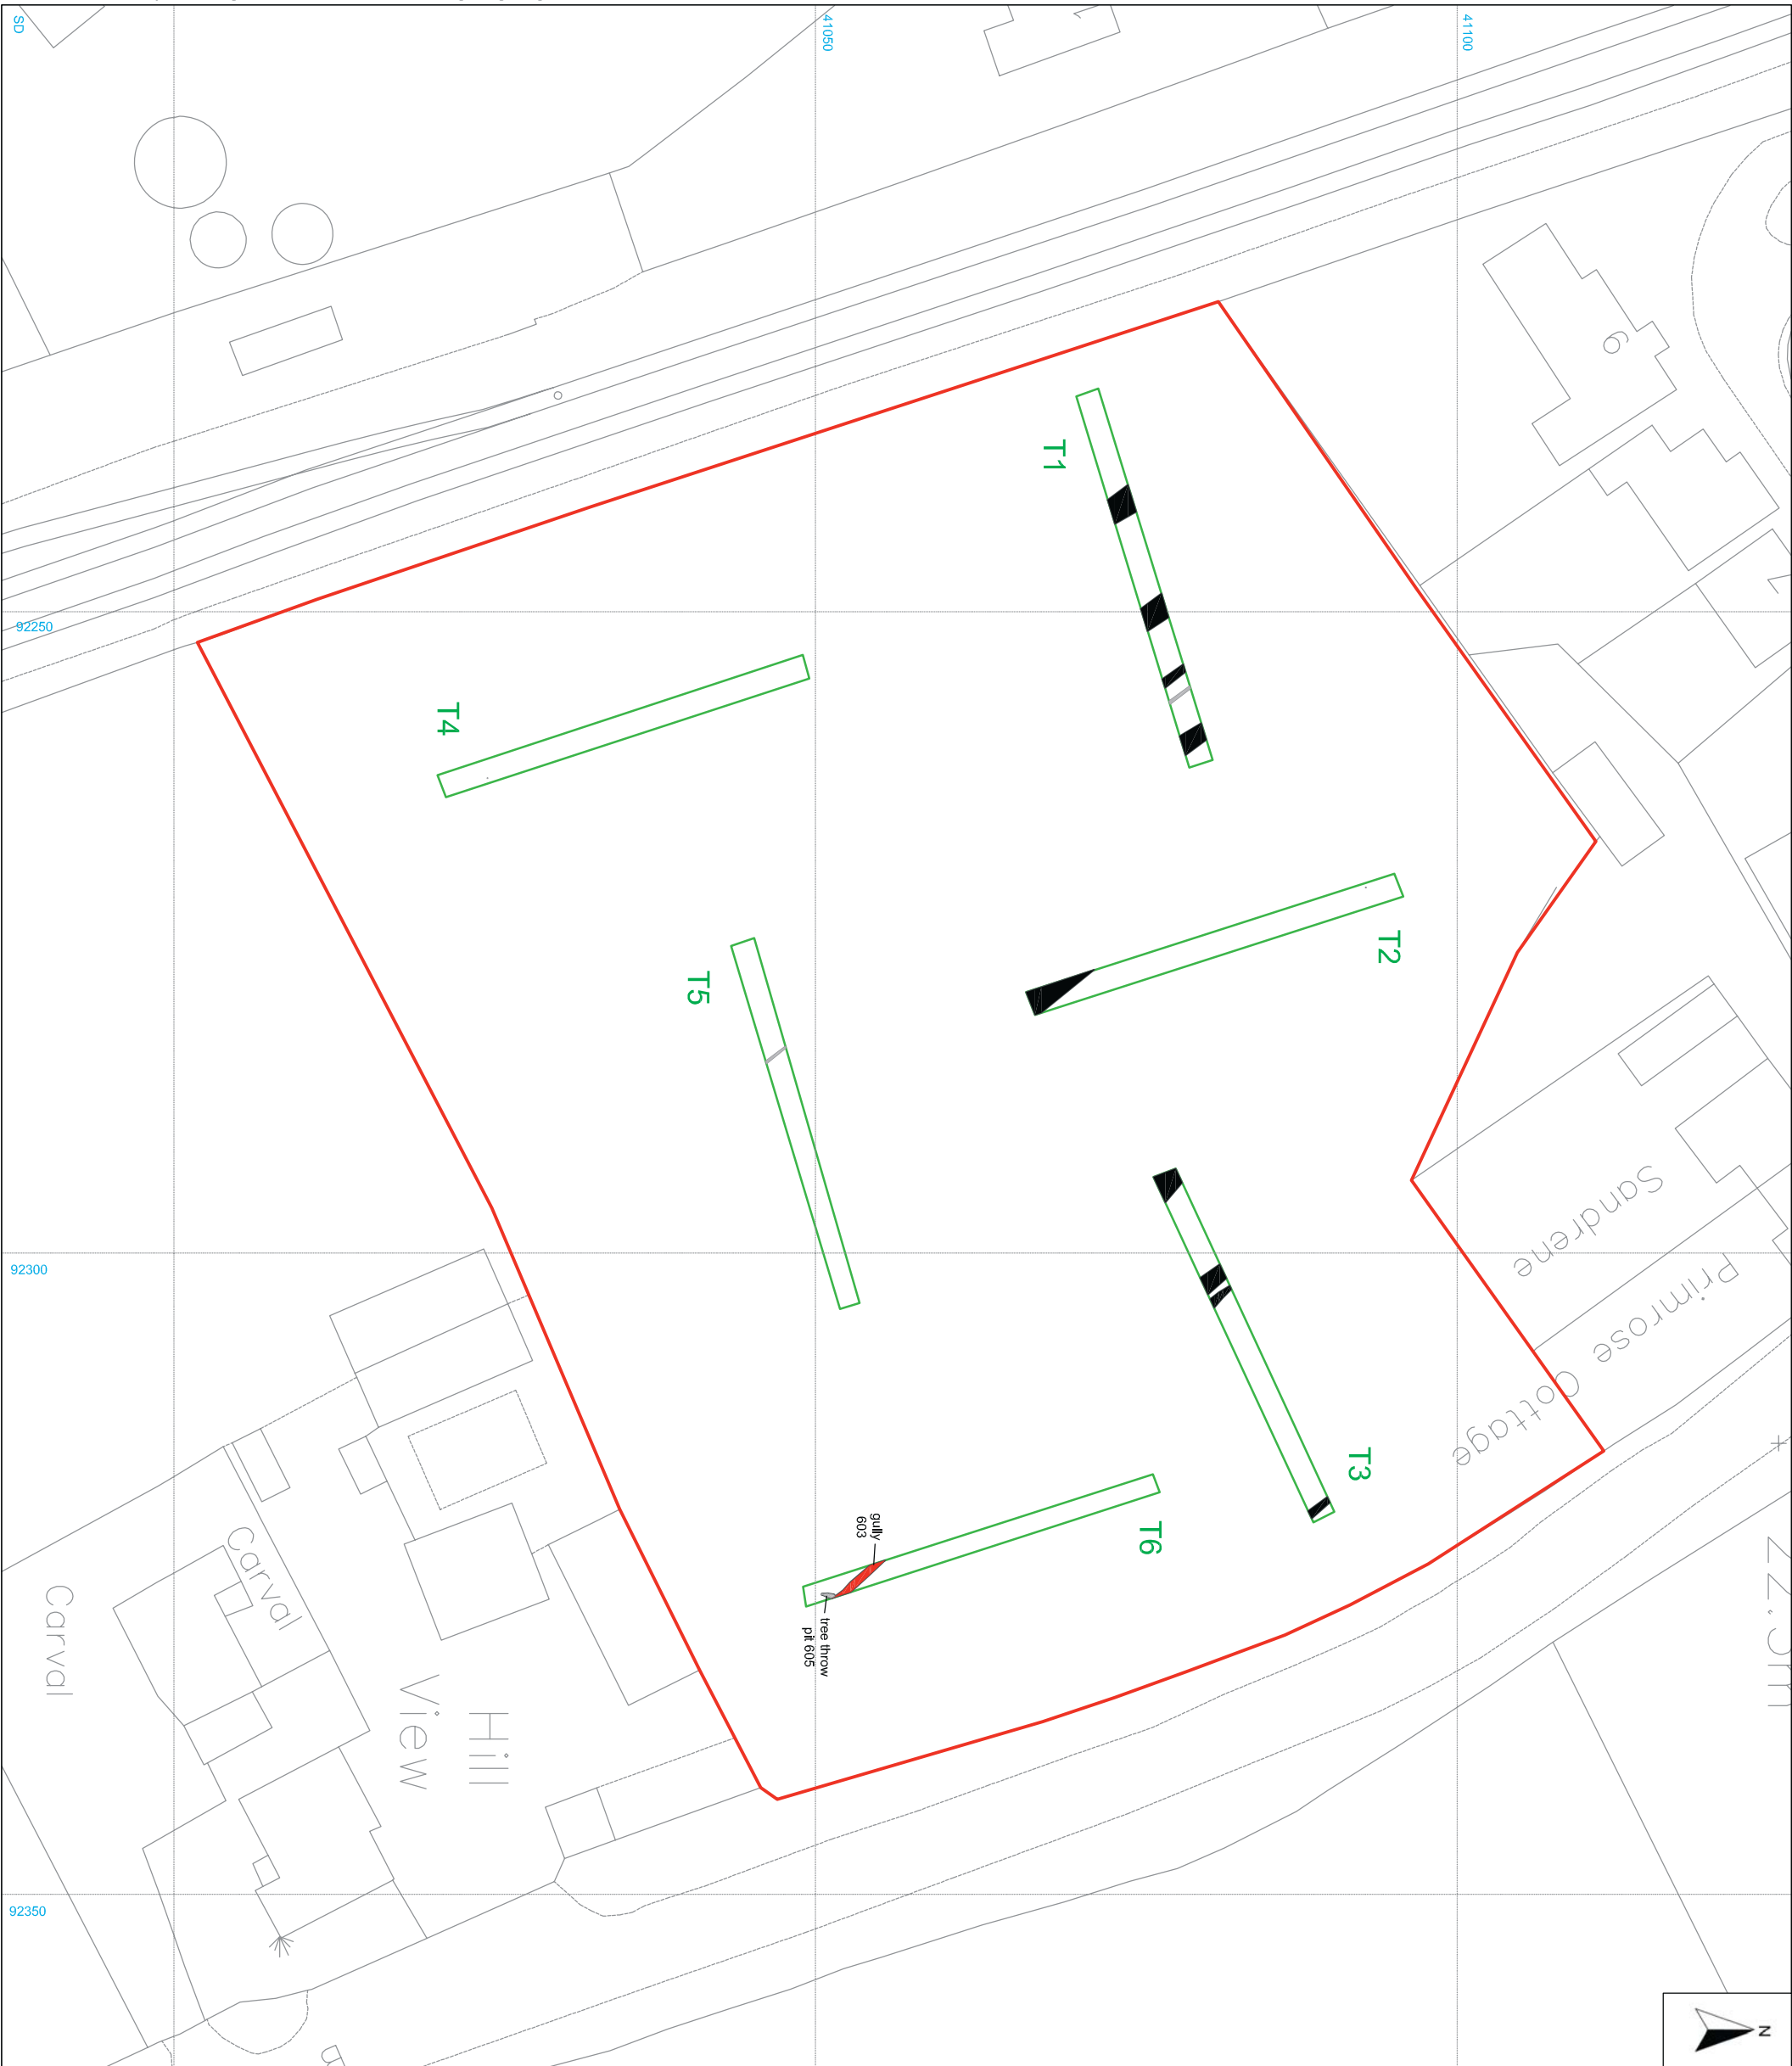 SD
41050
41100
92250
92300
92350
T1
T2
T3
T4
T5
T6
gully
603
tree throw
pit 605
9
Sandrene
Primrose Cottage
Carval
Carval
Hill
View
N